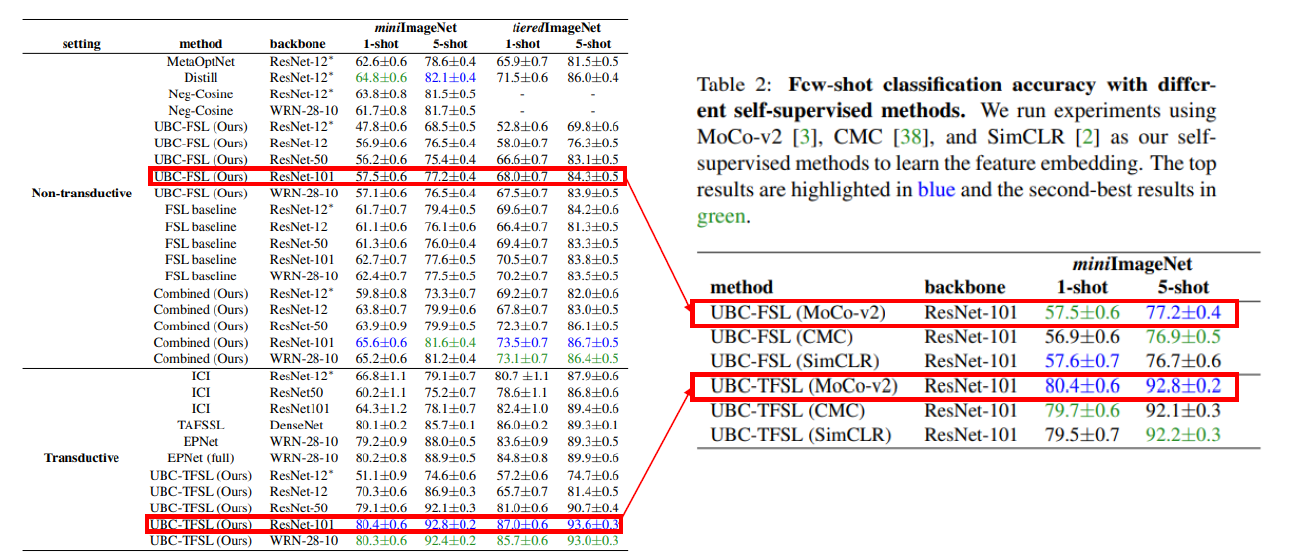 miniImageNet tieredImageNet
setting method backbone 1-shot 5-shot 1-shot 5-shot
MetaOptNet ResNet-12* 62.6±0.6 78.6±0.4 65.9±0.7 81.5±0.5
Distill ResNet-12* 64.8±0.6 82.1±0.4 71.5±0.6 86.0±0.4
Neg-Cosine ResNet-12* 63.8±0.8 81.5±0.5 - -
Neg-Cosine WRN-28-10 61.7±0.8 81.7±0.5 - -
UBC-FSL (Ours) ResNet-12* 47.8±0.6 68.5±0.5 52.8±0.6 69.8±0.6
UBC-FSL (Ours) ResNet-12 56.9±0.6 76.5±0.4 58.0±0.7 76.3±0.5
UBC-FSL (Ours) ResNet-50 56.2±0.6 75.4±0.4 66.6±0.7 83.1±0.5
UBC-FSL (Ours) ResNet-101 57.5±0.6 77.2±0.4 68.0±0.7 84.3±0.5
Non-transductive UBC-FSL (Ours) WRN-28-10 57.1±0.6 76.5±0.4 67.5±0.7 83.9±0.5
FSL baseline ResNet-12* 61.7±0.7 79.4±0.5 69.6±0.7 84.2±0.6
FSL baseline ResNet-12 61.1±0.6 76.1±0.6 66.4±0.7 81.3±0.5
FSL baseline ResNet-50 61.3±0.6 76.0±0.4 69.4±0.7 83.3±0.5
FSL baseline ResNet-101 62.7±0.7 77.6±0.5 70.5±0.7 83.8±0.5
FSL baseline WRN-28-10 62.4±0.7 77.5±0.5 70.2±0.7 83.5±0.5
Combined (Ours) ResNet-12* 59.8±0.8 73.3±0.7 69.2±0.7 82.0±0.6
Combined (Ours) ResNet-12 63.8±0.7 79.9±0.6 67.8±0.7 83.0±0.5
Combined (Ours) ResNet-50 63.9±0.9 79.9±0.5 72.3±0.7 86.1±0.5
Combined (Ours) ResNet-101 65.6±0.6 81.6±0.4 73.5±0.7 86.7±0.5
Combined (Ours) WRN-28-10 65.2±0.6 81.2±0.4 73.1±0.7 86.4±0.5
ICI ResNet-12* 66.8±1.1 79.1±0.7 80.7 ±1.1 87.9±0.6
ICI ResNet50 60.2±1.1 75.2±0.7 78.6±1.1 86.8±0.6
ICI ResNet101 64.3±1.2 78.1±0.7 82.4±1.0 89.4±0.6
TAFSSL DenseNet 80.1±0.2 85.7±0.1 86.0±0.2 89.3±0.1
EPNet WRN-28-10 79.2±0.9 88.0±0.5 83.6±0.9 89.3±0.5
Transductive EPNet (full) WRN-28-10 80.2±0.8 88.9±0.5 84.8±0.8 89.9±0.6
UBC-TFSL (Ours) ResNet-12* 51.1±0.9 74.6±0.6 57.2±0.6 74.7±0.6
UBC-TFSL (Ours) ResNet-12 70.3±0.6 86.9±0.3 65.7±0.7 81.4±0.5
UBC-TFSL (Ours) ResNet-50 79.1±0.6 92.1±0.3 81.0±0.6 90.7±0.4
UBC-TFSL (Ours) ResNet-101 80.4±0.6 92.8±0.2 87.0±0.6 93.6±0.3
UBC-TFSL (Ours) WRN-28-10 80.3±0.6 92.4±0.2 85.7±0.6 93.0±0.3
Table 2: Few-shot classification accuracy with differ-
ent self-supervised methods. We run experiments using
MoCo-v2 [3], CMC [38], and SimCLR [2] as our self-
supervised methods to learn the feature embedding. The top
results are highlighted in blue and the second-best results in
green.
miniImageNet
method backbone 1-shot 5-shot
UBC-FSL (MoCo-v2) ResNet-101 57.5±0.6 77.2±0.4
UBC-FSL (CMC) ResNet-101 56.9±0.6 76.9±0.5
UBC-FSL (SimCLR) ResNet-101 57.6±0.7 76.7±0.6
UBC-TFSL (MoCo-v2) ResNet-101 80.4±0.6 92.8±0.2
UBC-TFSL (CMC) ResNet-101 79.7±0.6 92.1±0.3
UBC-TFSL (SimCLR) ResNet-101 79.5±0.7 92.2±0.3